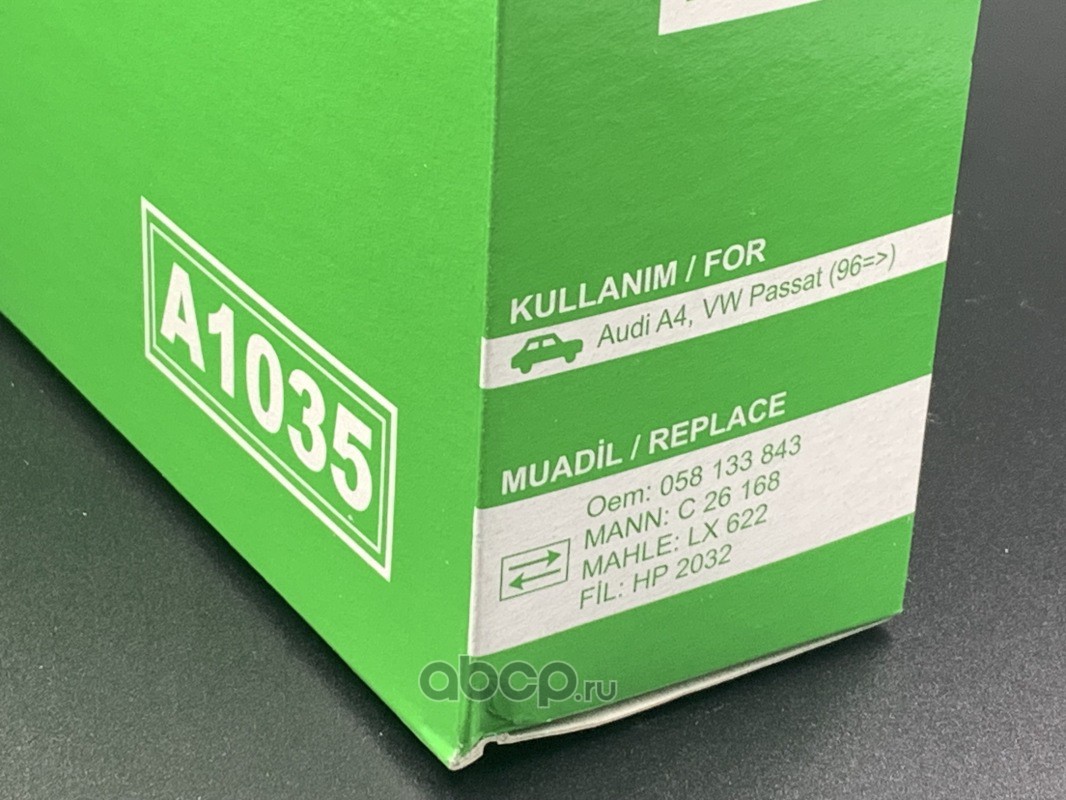 A1035
KULLANIM / FOR
Audi A4, VW Passat (96=>)
MUADİL / REPLACE
Oem: 058 133 843
MANN: C 26 168
MAHLE: LX 622
FİL: HP 2032
abcp.ru